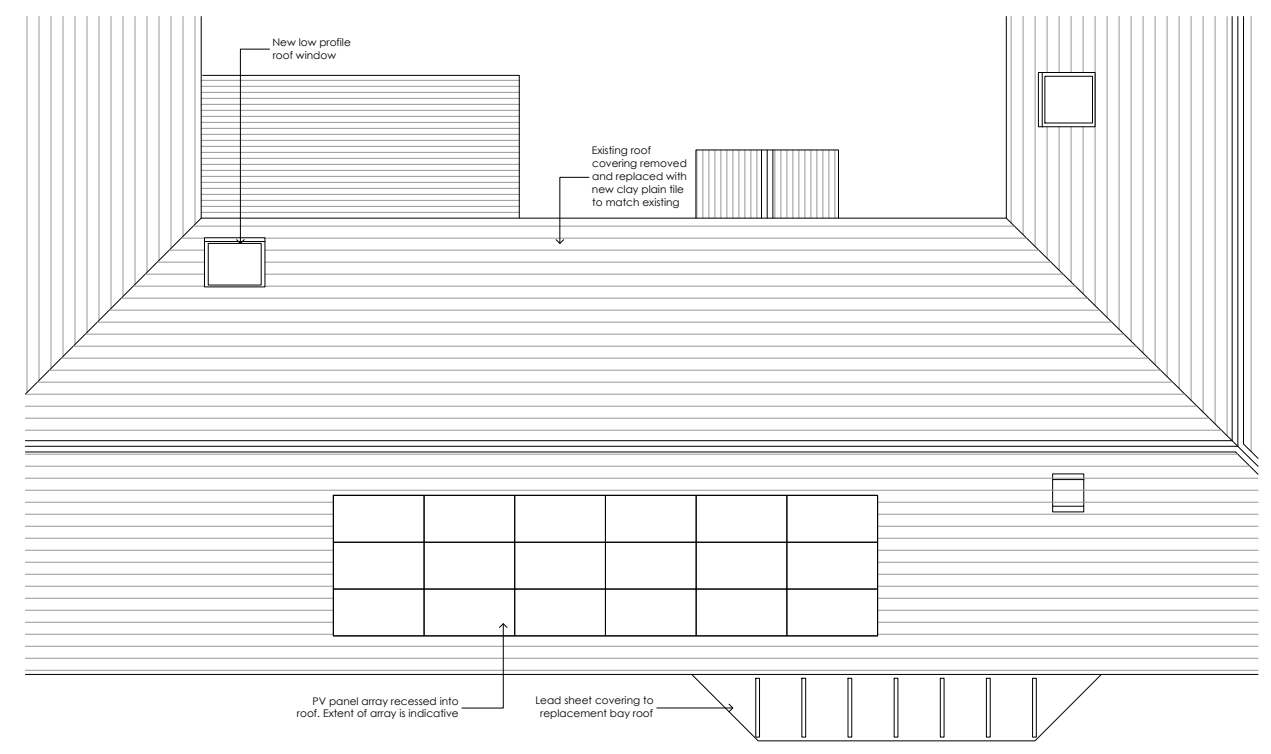 New low profile
roof window
Existing roof
covering removed
and replaced with
new clay plain tile
to match existing
PV panel array recessed into
roof. Extent of array is indicative
Lead sheet covering to
replacement bay roof